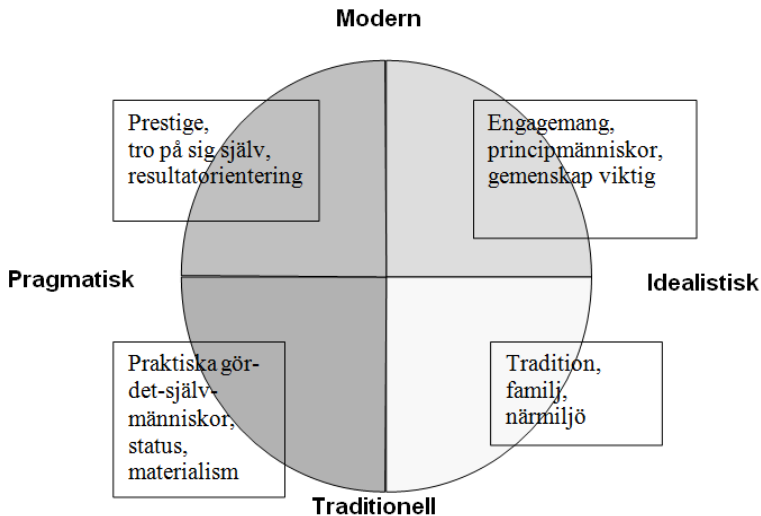 Modern
Prestige,
tro på sig själv,
resultatorientering
Engagemang,
principmänniskor,
gemenskap viktig
Pragmatisk
Idealistisk
Praktiska gör-
det-själv-
människor,
status,
materialism
Tradition,
familj,
närmiljö
Traditionell